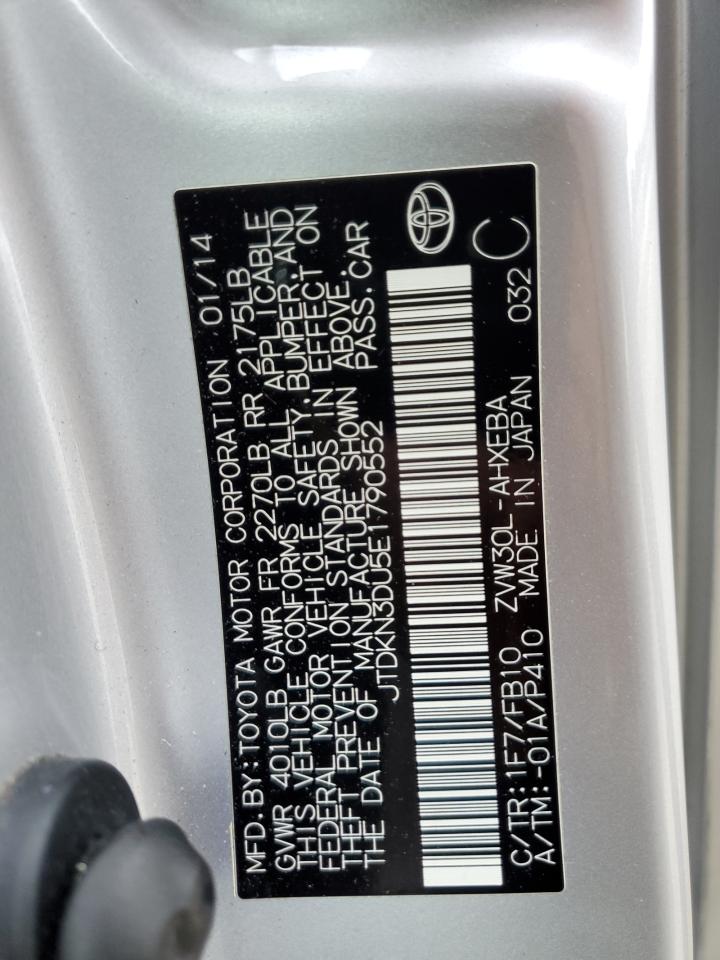 MFD.BY:TOYOTA MOTOR CORPORATION 01/14
GVWR 4010LB GAWR FR 2270LB RR 2175LB
THIS VEHICLE CONFORMS TO ALL APPLICABLE
FEDERAL MOTOR VEHICLE SAFETY,BUMPER,AND
THEFT PREVENTION STANDARDS IN EFFECT ON
THE DATE OF MANUFACTURE SHOWN ABOVE.
JTDKN3DU5E1790552 PASS.CAR
C/TR:1F7/FB10 ZVW30L-AHXEBA 032 C
A/TM:-01A/P410 MADE IN JAPAN